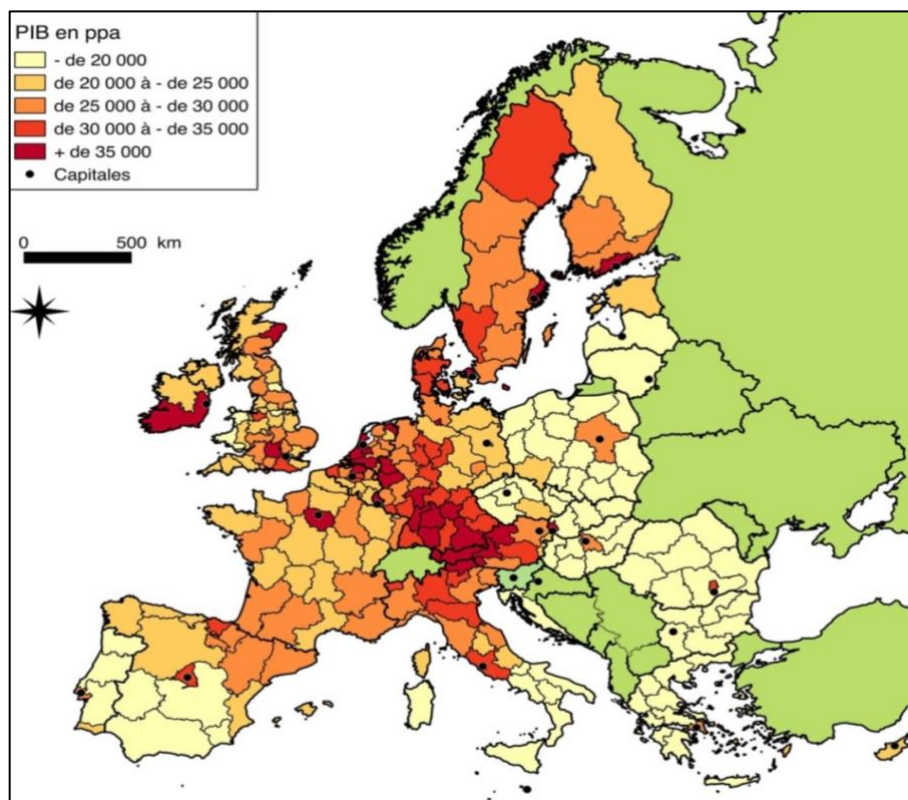 PIB en ppa
- de 20 000
de 20 000 à - de 25 000
de 25 000 à - de 30 000
de 30 000 à - de 35 000
+ de 35 000
Capitales
0 500 km